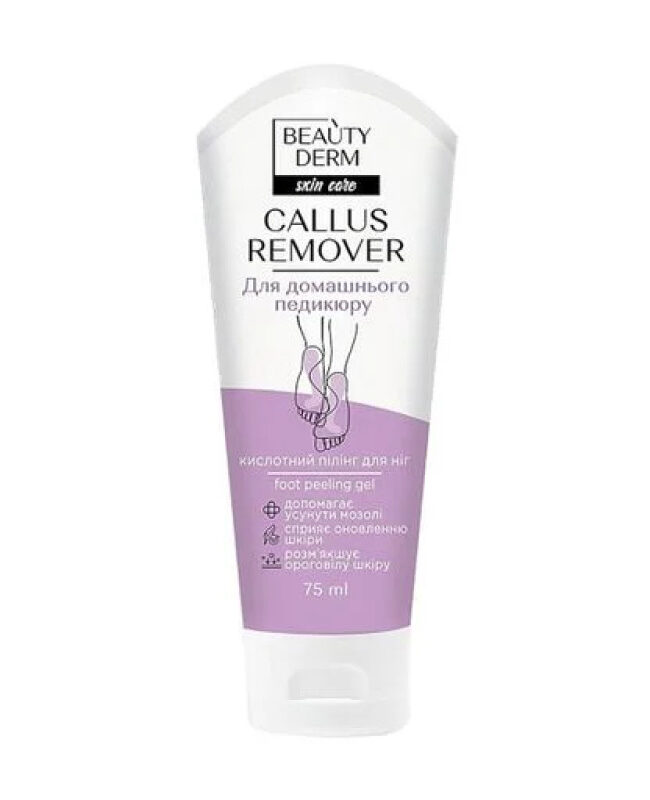 BEAÙTY
DERM
skin care
CALLUS
REMOVER
Для домашнього
педикюру
кислотний пілінг для ніг
foot peeling gel
допомагає
усунути мозолі
сприяє оновленню
шкіри
розм'якшує
ороговілу шкіру
75 ml